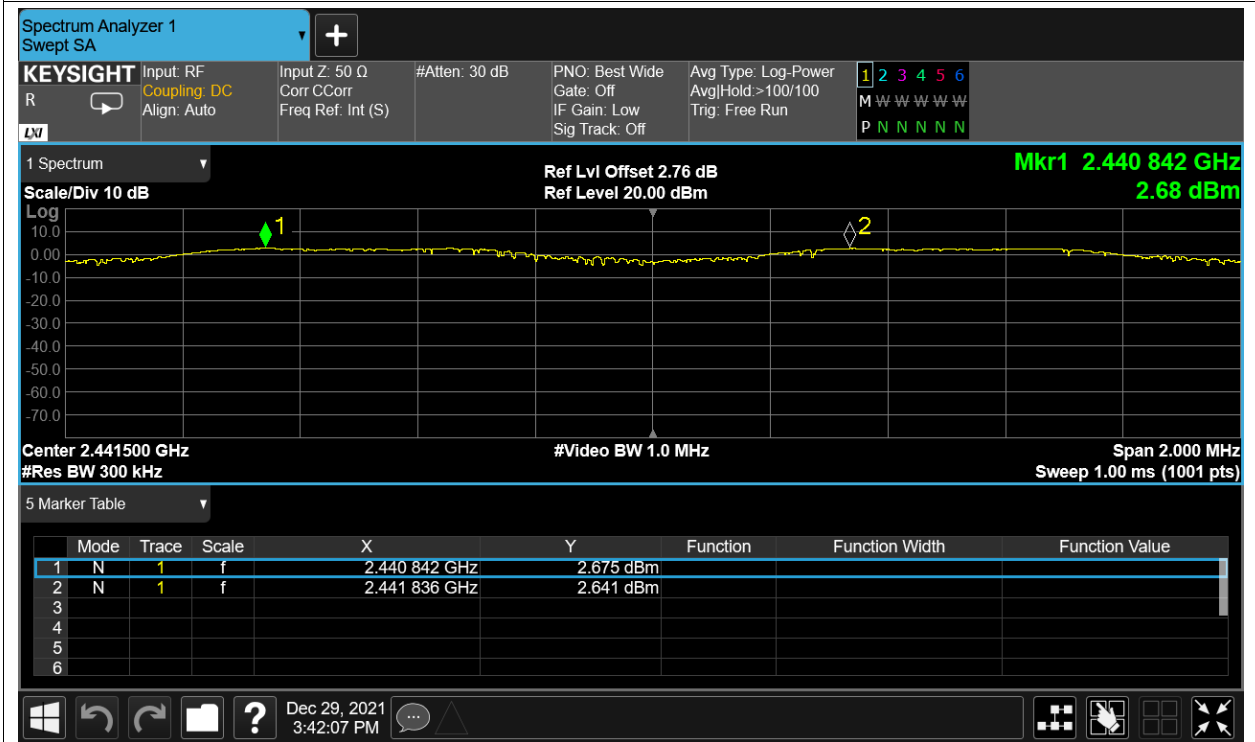 Spectrum Analyzer 1
Swept SA
+
KEYSIGHT Input: RF Input Z: 50 Ω #Atten: 30 dB PNO: Best Wide Avg Type: Log-Power 1 2 3 4 5 6
R Coupling: DC Corr CCorr Gate: Off Avg|Hold:>100/100 M W W W W W
Align: Auto Freq Ref: Int (S) IF Gain: Low Trig: Free Run
LXI Sig Track: Off P N N N N N
1 Spectrum Ref Lvl Offset 2.76 dB Mkr1 2.440 842 GHz
Scale/Div 10 dB Ref Level 20.00 dBm 2.68 dBm
Log
10.0
0.00
-10.0
-20.0
-30.0
-40.0
-50.0
-60.0
-70.0
1
2
Center 2.441500 GHz #Video BW 1.0 MHz Span 2.000 MHz
#Res BW 300 kHz Sweep 1.00 ms (1001 pts)
5 Marker Table
Mode Trace Scale X Y Function Function Width Function Value
1 N 1 f 2.440 842 GHz 2.675 dBm
2 N 1 f 2.441 836 GHz 2.641 dBm
3
4
5
6
? Dec 29, 2021
3:42:07 PM